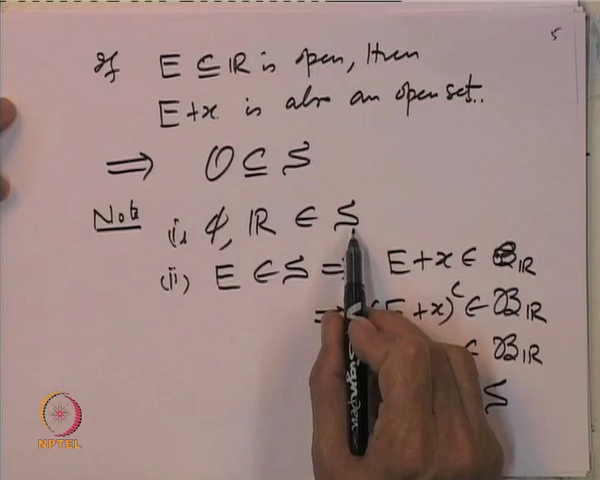 5
If E ⊆ ℝ is open, then
E+x is also an open set..
⟹ O ⊆ S
Note (i) φ, ℝ ∈ S
(ii) E ∈ S ⇒ E+x ∈ 𝓑ℝ
⇒ (E+x)ᶜ ∈ 𝓑ℝ
∈ 𝓑ℝ
S
NPTEL